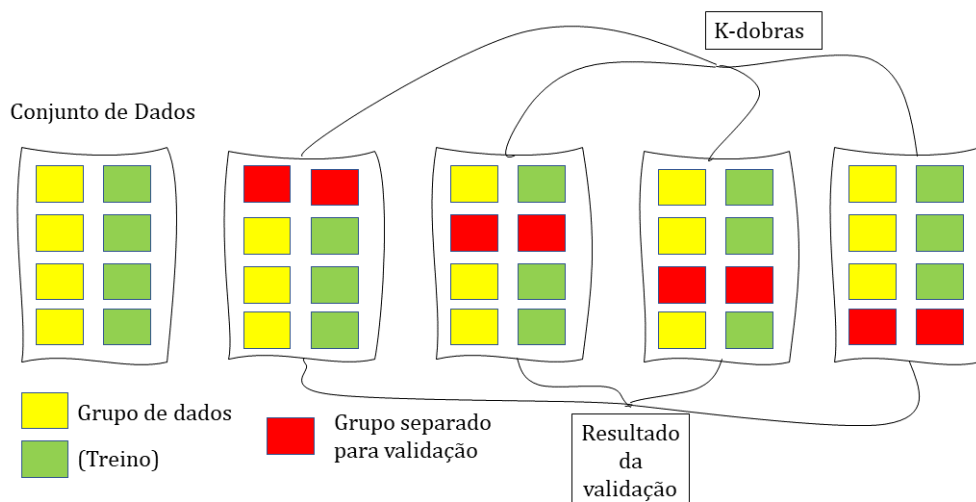 K-dobras
Conjunto de Dados
Grupo de dados
(Treino)
Grupo separado
para validação
Resultado
da
validação